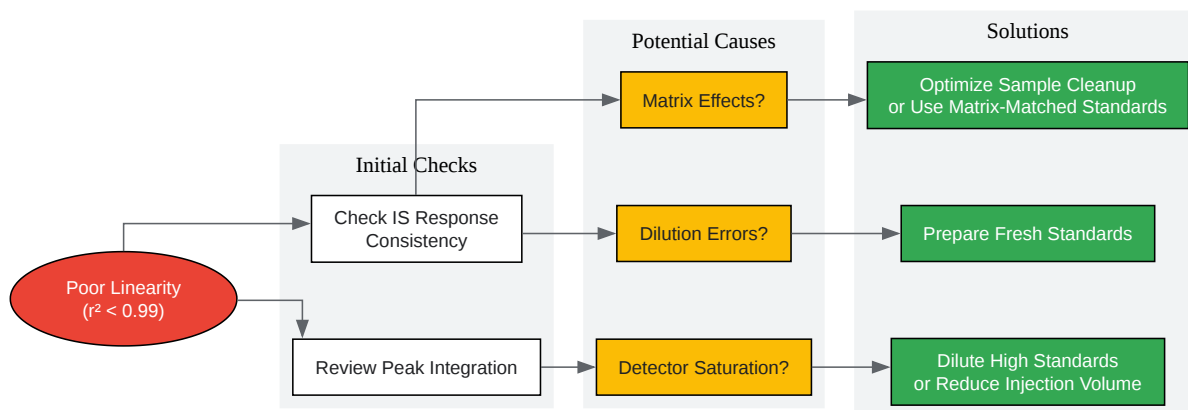 Poor Linearity
(r² < 0.99)
Initial Checks
Check IS Response
Consistency
Review Peak Integration
Potential Causes
Matrix Effects?
Dilution Errors?
Detector Saturation?
Solutions
Optimize Sample Cleanup
or Use Matrix-Matched Standards
Prepare Fresh Standards
Dilute High Standards
or Reduce Injection Volume